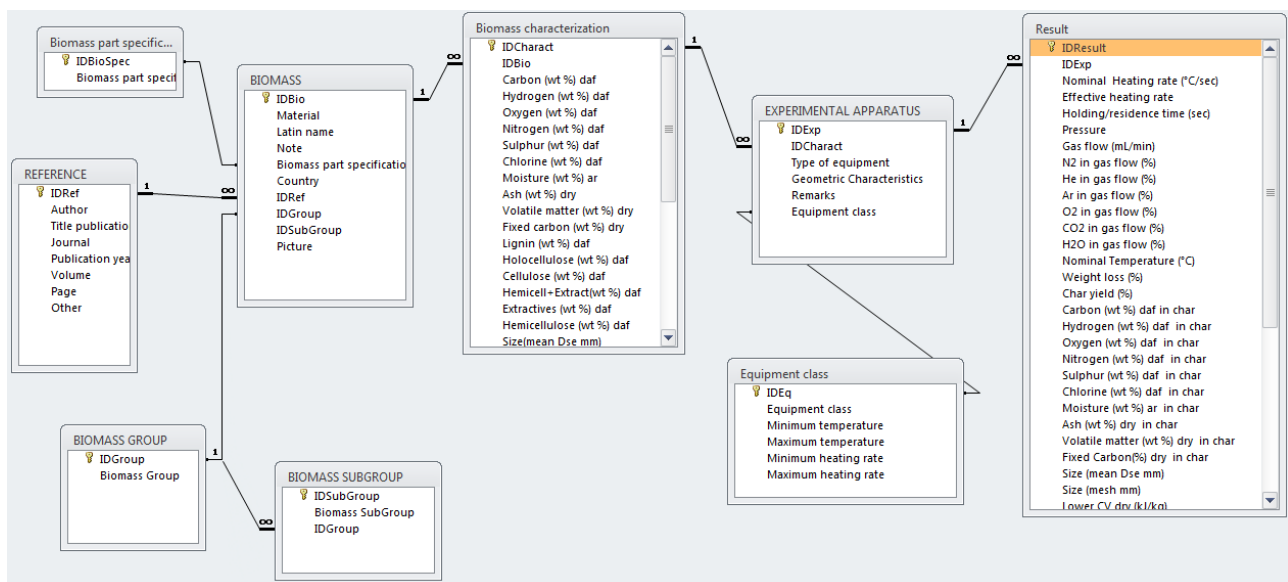 Biomass part specific...
IDBioSpec
Biomass part specif
REFERENCE
IDRef
Author
Title publicatio
Journal
Publication yea
Volume
Page
Other
BIOMASS GROUP
IDGroup
Biomass Group
BIOMASS SUBGROUP
IDSubGroup
Biomass SubGroup
IDGroup
BIOMASS
IDBio
Material
Latin name
Note
Biomass part specificatio
Country
IDRef
IDGroup
IDSubGroup
Picture
Biomass characterization
IDCharact
IDBio
Carbon (wt %) daf
Hydrogen (wt %) daf
Oxygen (wt %) daf
Nitrogen (wt %) daf
Sulphur (wt %) daf
Chlorine (wt %) daf
Moisture (wt %) ar
Ash (wt %) dry
Volatile matter (wt %) dry
Fixed carbon (wt %) dry
Lignin (wt %) daf
Holocellulose (wt %) daf
Cellulose (wt %) daf
Hemicell+Extract(wt %) daf
Extractives (wt %) daf
Hemicellulose (wt %) daf
Size(mean Dse mm)
EXPERIMENTAL APPARATUS
IDExp
IDCharact
Type of equipment
Geometric Characteristics
Remarks
Equipment class
Equipment class
IDEq
Equipment class
Minimum temperature
Maximum temperature
Minimum heating rate
Maximum heating rate
Result
IDResult
IDExp
Nominal  Heating rate (°C/sec)
Effective heating rate
Holding/residence time (sec)
Pressure
Gas flow (mL/min)
N2 in gas flow (%)
He in gas flow (%)
Ar in gas flow (%)
O2 in gas flow (%)
CO2 in gas flow (%)
H2O in gas flow (%)
Nominal Temperature (°C)
Weight loss (%)
Char yield (%)
Carbon (wt %) daf in char
Hydrogen (wt %) daf  in char
Oxygen (wt %) daf  in char
Nitrogen (wt %) daf  in char
Sulphur (wt %) daf  in char
Chlorine (wt %) daf  in char
Moisture (wt %) ar  in char
Ash (wt %) dry  in char
Volatile matter (wt %) dry  in char
Fixed Carbon(%) dry  in char
Size (mean Dse mm)
Size (mesh mm)
Lower CV dry (kJ/kg)
1
∞
1
∞
1
∞
1
∞
1
∞